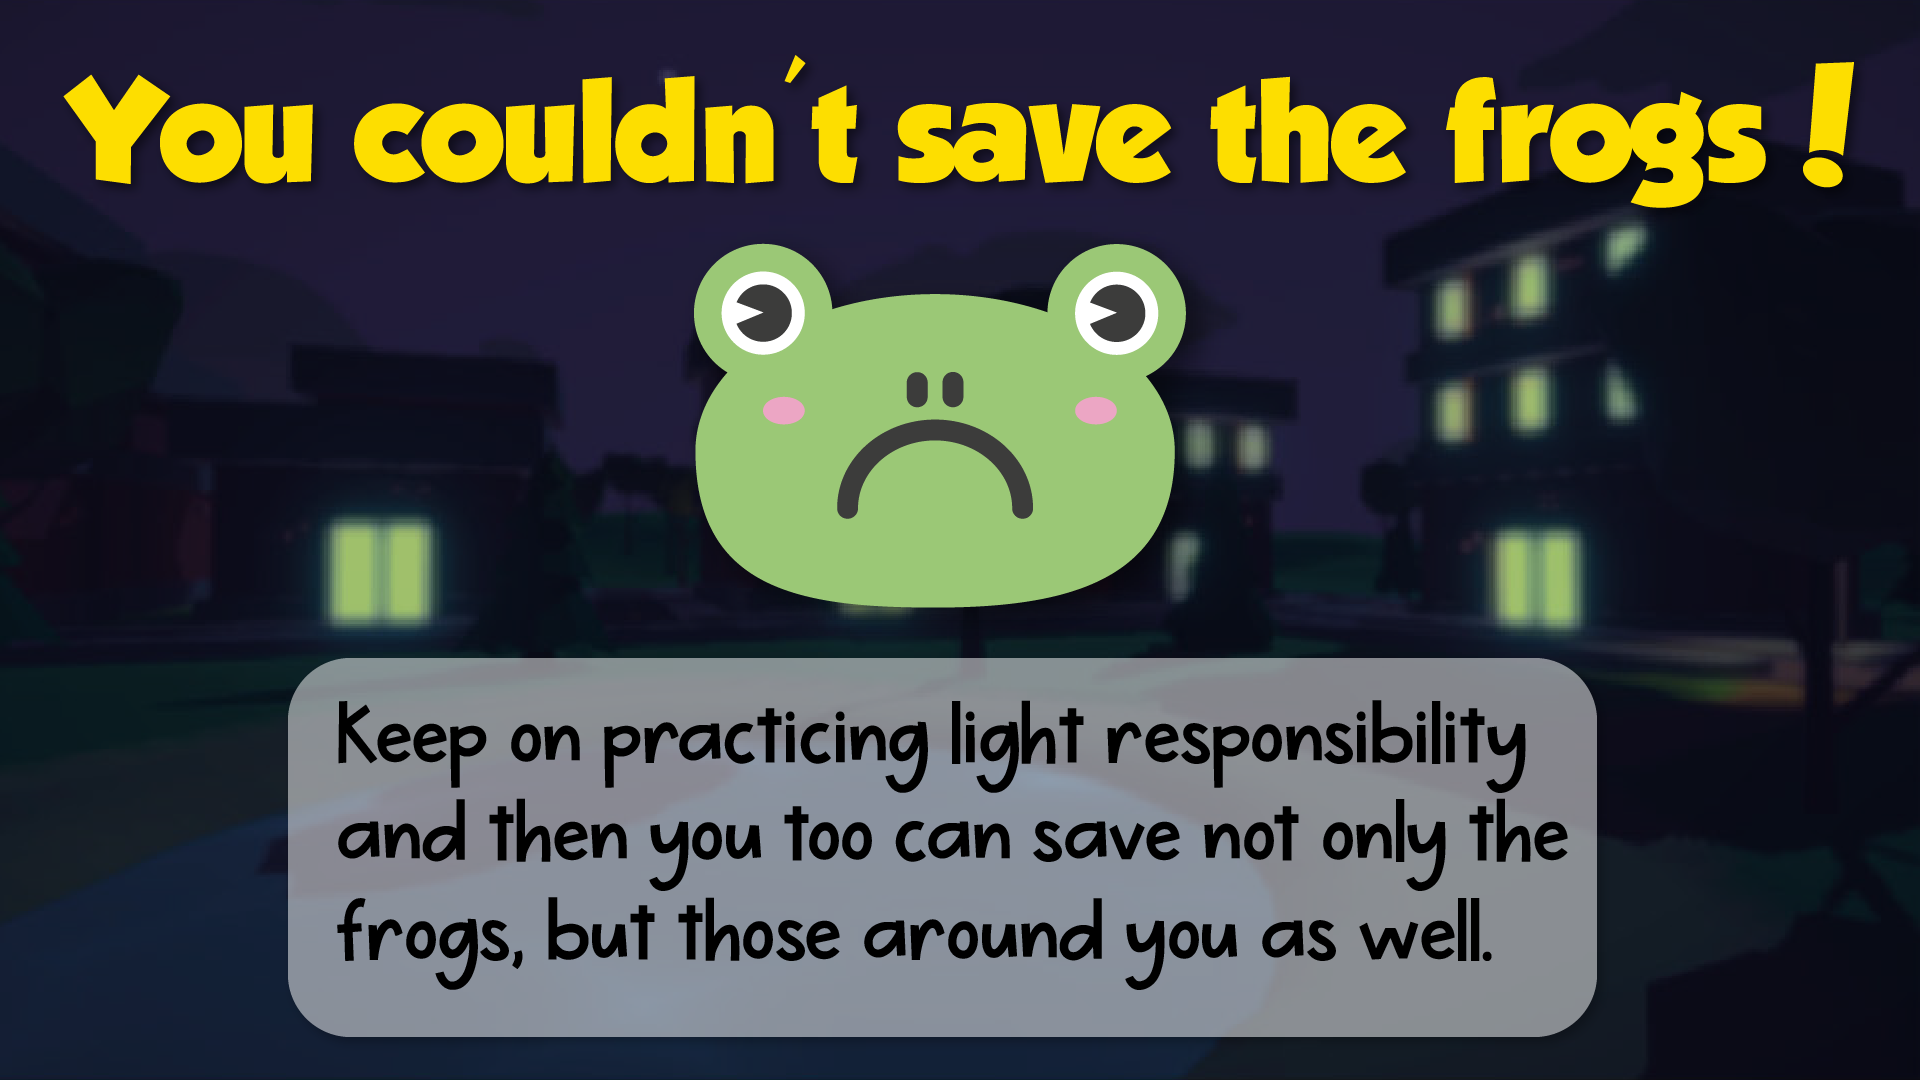 You couldn't save the frogs!
Keep on practicing light responsibility
and then you too can save not only the
frogs, but those around you as well.